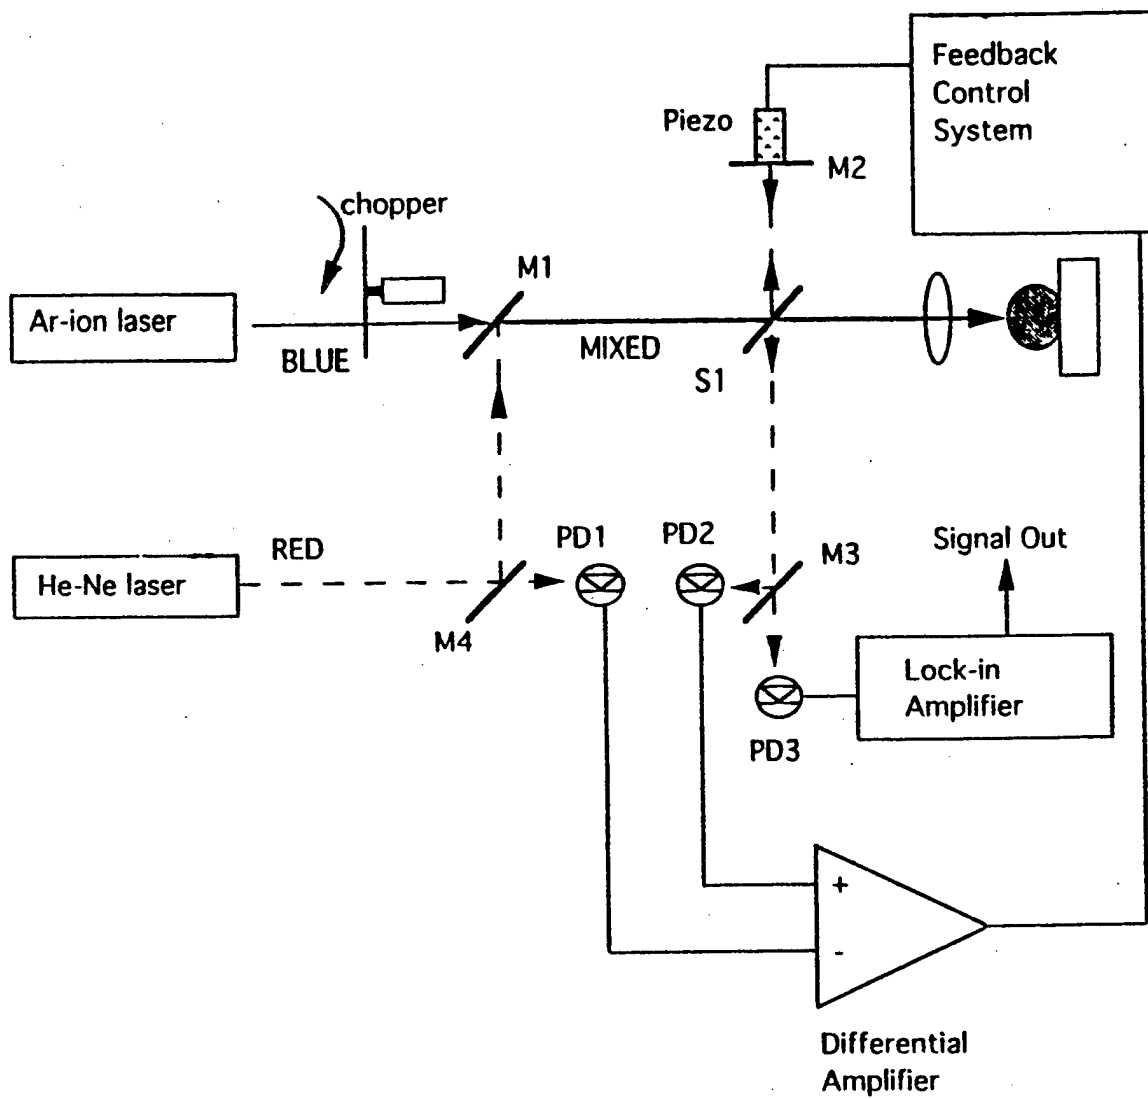 Feedback
Control
System
Piezo
M2
chopper
M1
Ar-ion laser
BLUE
MIXED
S1
RED
PD1
PD2
M3
Signal Out
He-Ne laser
M4
Lock-in
Amplifier
PD3
+
-
Differential
Amplifier